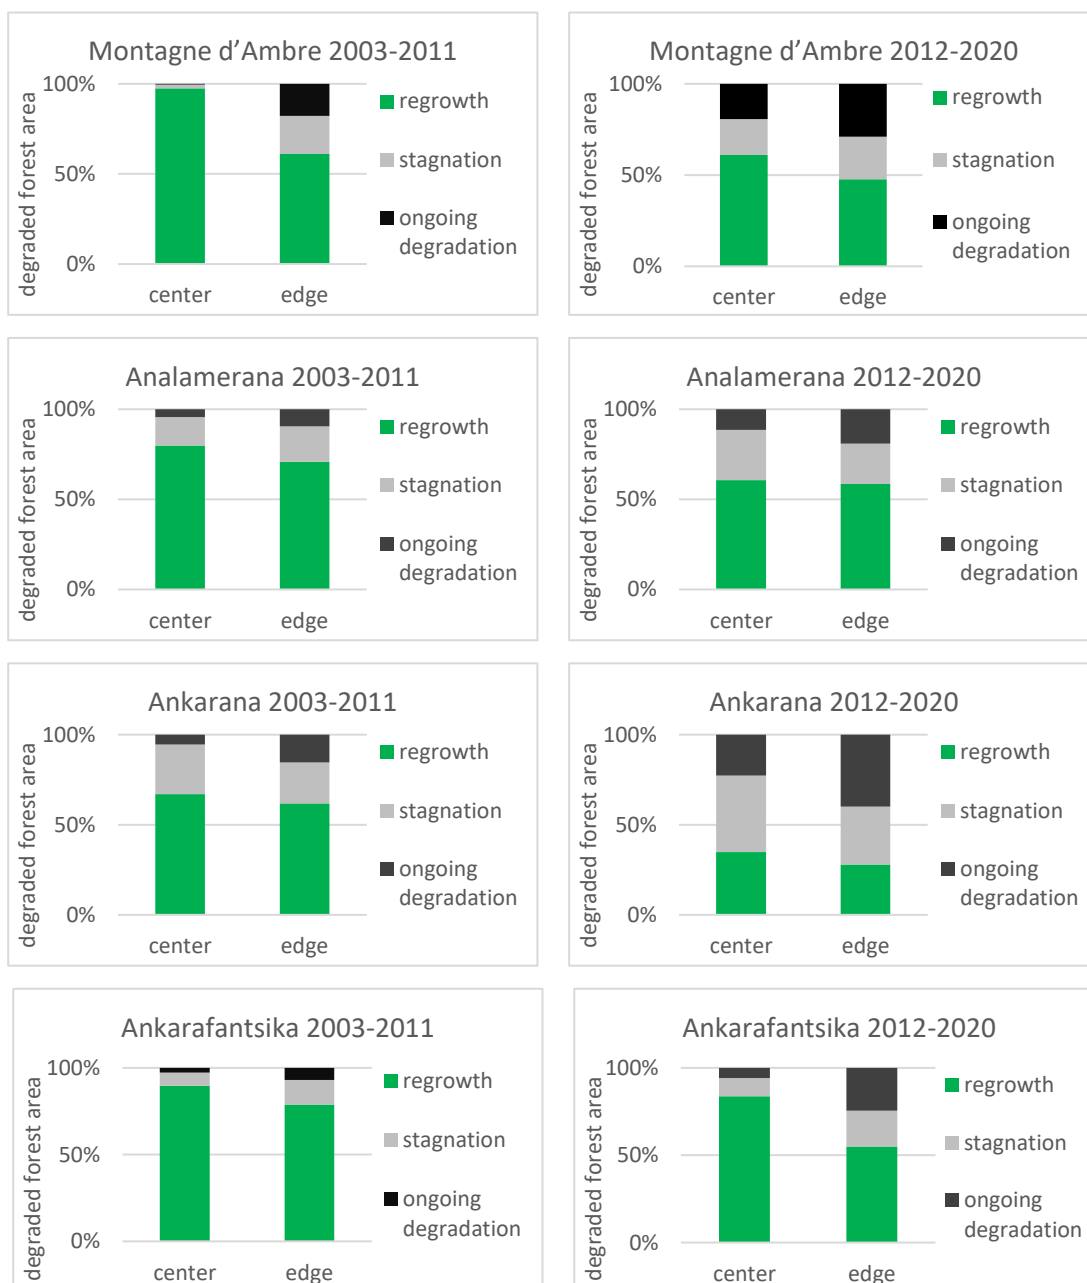 Montagne d’Ambre 2003-2011
degraded forest area
100%
50%
0%
center
edge
regrowth
stagnation
ongoing
degradation
Montagne d’Ambre 2012-2020
degraded forest area
100%
50%
0%
center
edge
regrowth
stagnation
ongoing
degradation
Analamerana 2003-2011
degraded forest area
100%
50%
0%
center
edge
regrowth
stagnation
ongoing
degradation
Analamerana 2012-2020
degraded forest area
100%
50%
0%
center
edge
regrowth
stagnation
ongoing
degradation
Ankarana 2003-2011
degraded forest area
100%
50%
0%
center
edge
regrowth
stagnation
ongoing
degradation
Ankarana 2012-2020
degraded forest area
100%
50%
0%
center
edge
regrowth
stagnation
ongoing
degradation
Ankarafantsika 2003-2011
degraded forest area
100%
50%
0%
center
edge
regrowth
stagnation
ongoing
degradation
Ankarafantsika 2012-2020
degraded forest area
100%
50%
0%
center
edge
regrowth
stagnation
ongoing
degradation